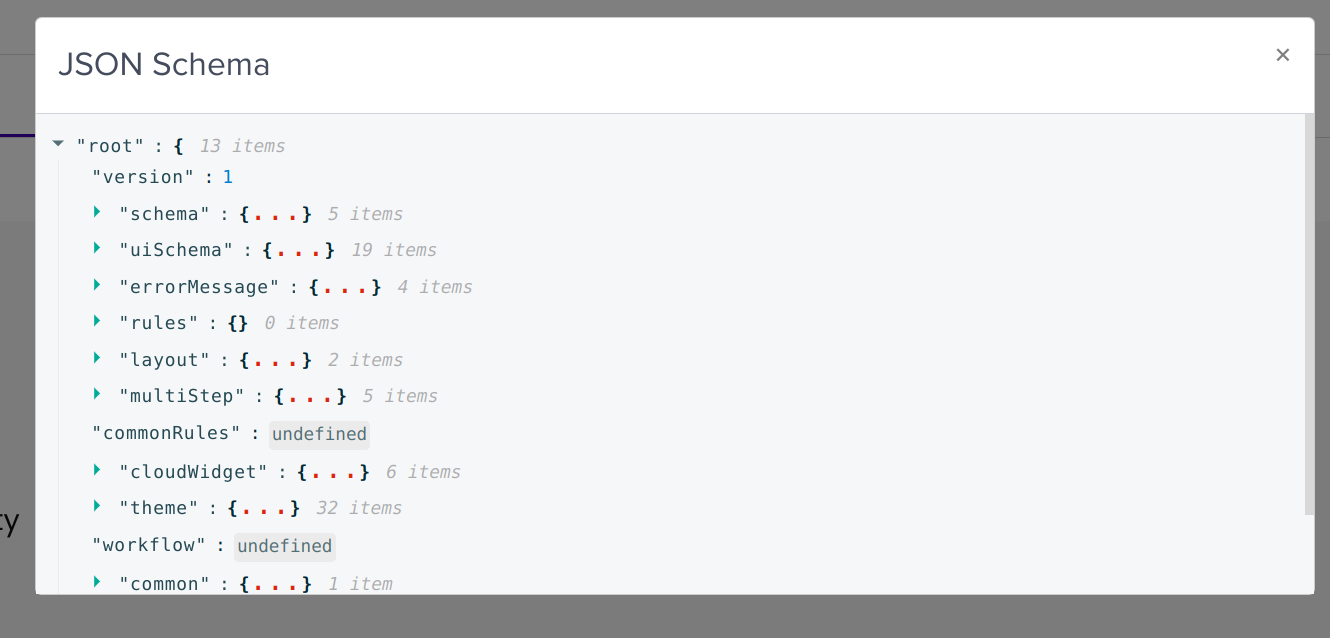 JSON Schema
×
"root" : { 13 items
"version" : 1
"schema" : {...} 5 items
"uiSchema" : {...} 19 items
"errorMessage" : {...} 4 items
"rules" : {} 0 items
"layout" : {...} 2 items
"multiStep" : {...} 5 items
"commonRules" : undefined
"cloudWidget" : {...} 6 items
"theme" : {...} 32 items
ty
"workflow" : undefined
"common" : {...} 1 item